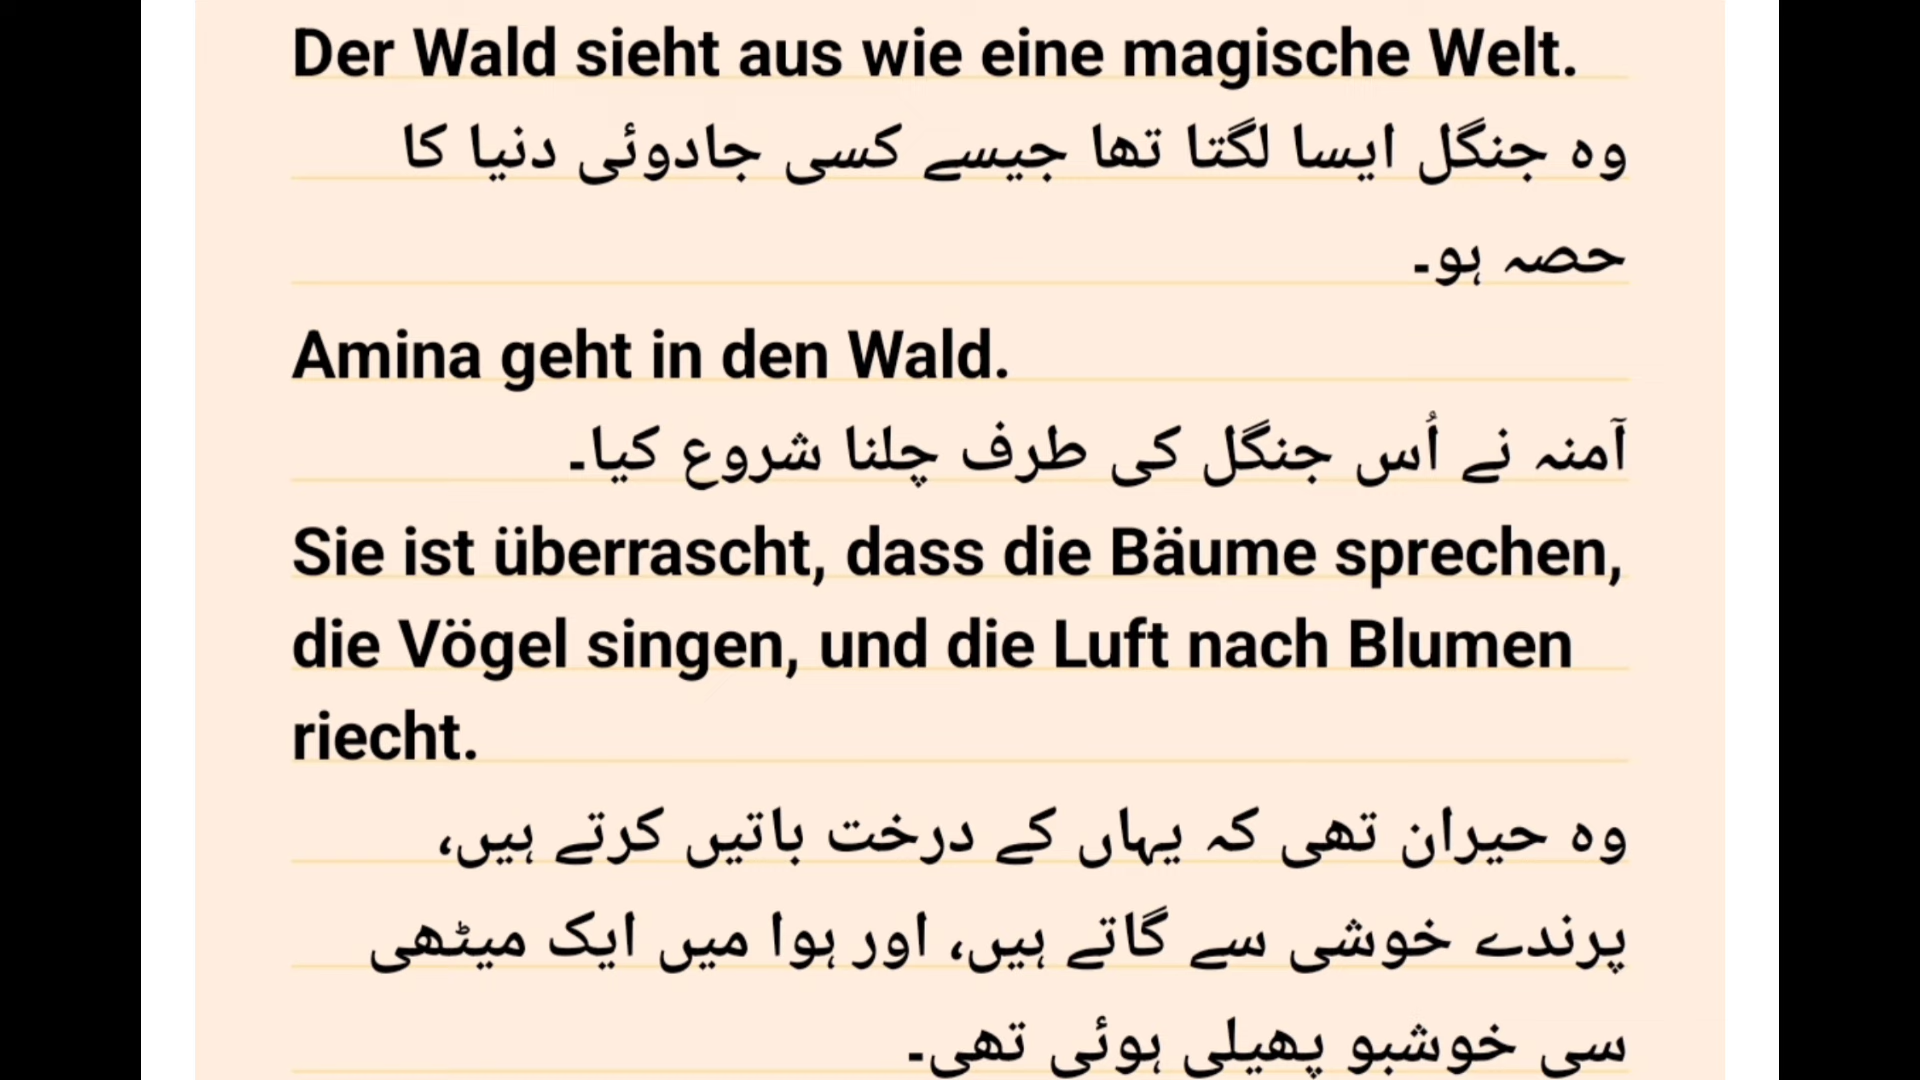 Der Wald sieht aus wie eine magische Welt.
وہ جنگل ایسا لگتا تھا جیسے کسی جادوئی دنیا کا
حصہ ہو۔
Amina geht in den Wald.
آمنہ نے اُس جنگل کی طرف چلنا شروع کیا۔
Sie ist überrascht, dass die Bäume sprechen,
die Vögel singen, und die Luft nach Blumen
riecht.
وہ حیران تھی کہ یہاں کے درخت باتیں کرتے ہیں،
پرندے خوشی سے گاتے ہیں، اور ہوا میں ایک میٹھی
سی خوشبو پھیلی ہوئی تھی۔